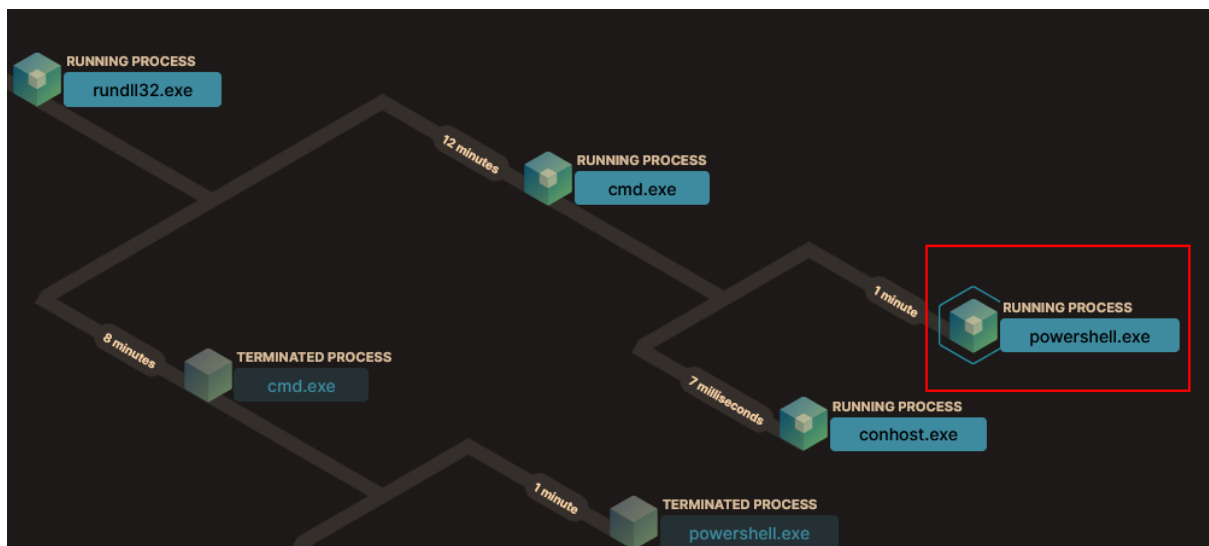 RUNNING PROCESS
rundll32.exe
12 minutes
RUNNING PROCESS
cmd.exe
1 minute
RUNNING PROCESS
powershell.exe
8 minutes
TERMINATED PROCESS
cmd.exe
7 milliseconds
RUNNING PROCESS
conhost.exe
1 minute
TERMINATED PROCESS
powershell.exe